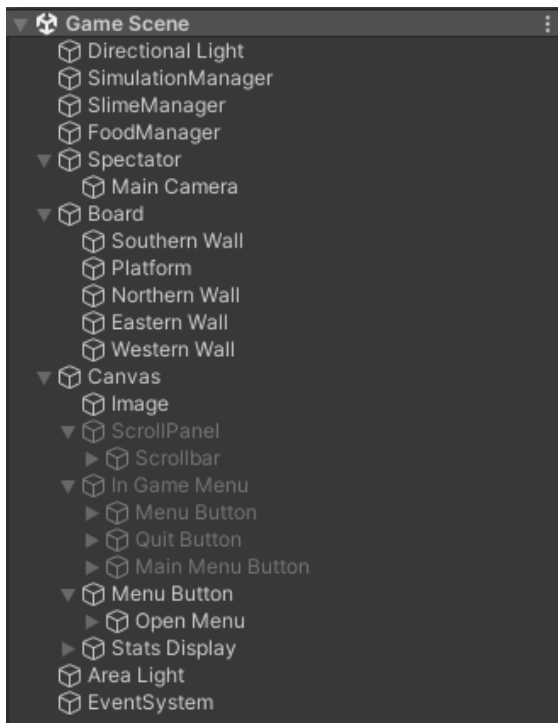 Game Scene
Directional Light
SimulationManager
SlimeManager
FoodManager
Spectator
Main Camera
Board
Southern Wall
Platform
Northern Wall
Eastern Wall
Western Wall
Canvas
Image
ScrollPanel
Scrollbar
In Game Menu
Menu Button
Quit Button
Main Menu Button
Menu Button
Open Menu
Stats Display
Area Light
EventSystem